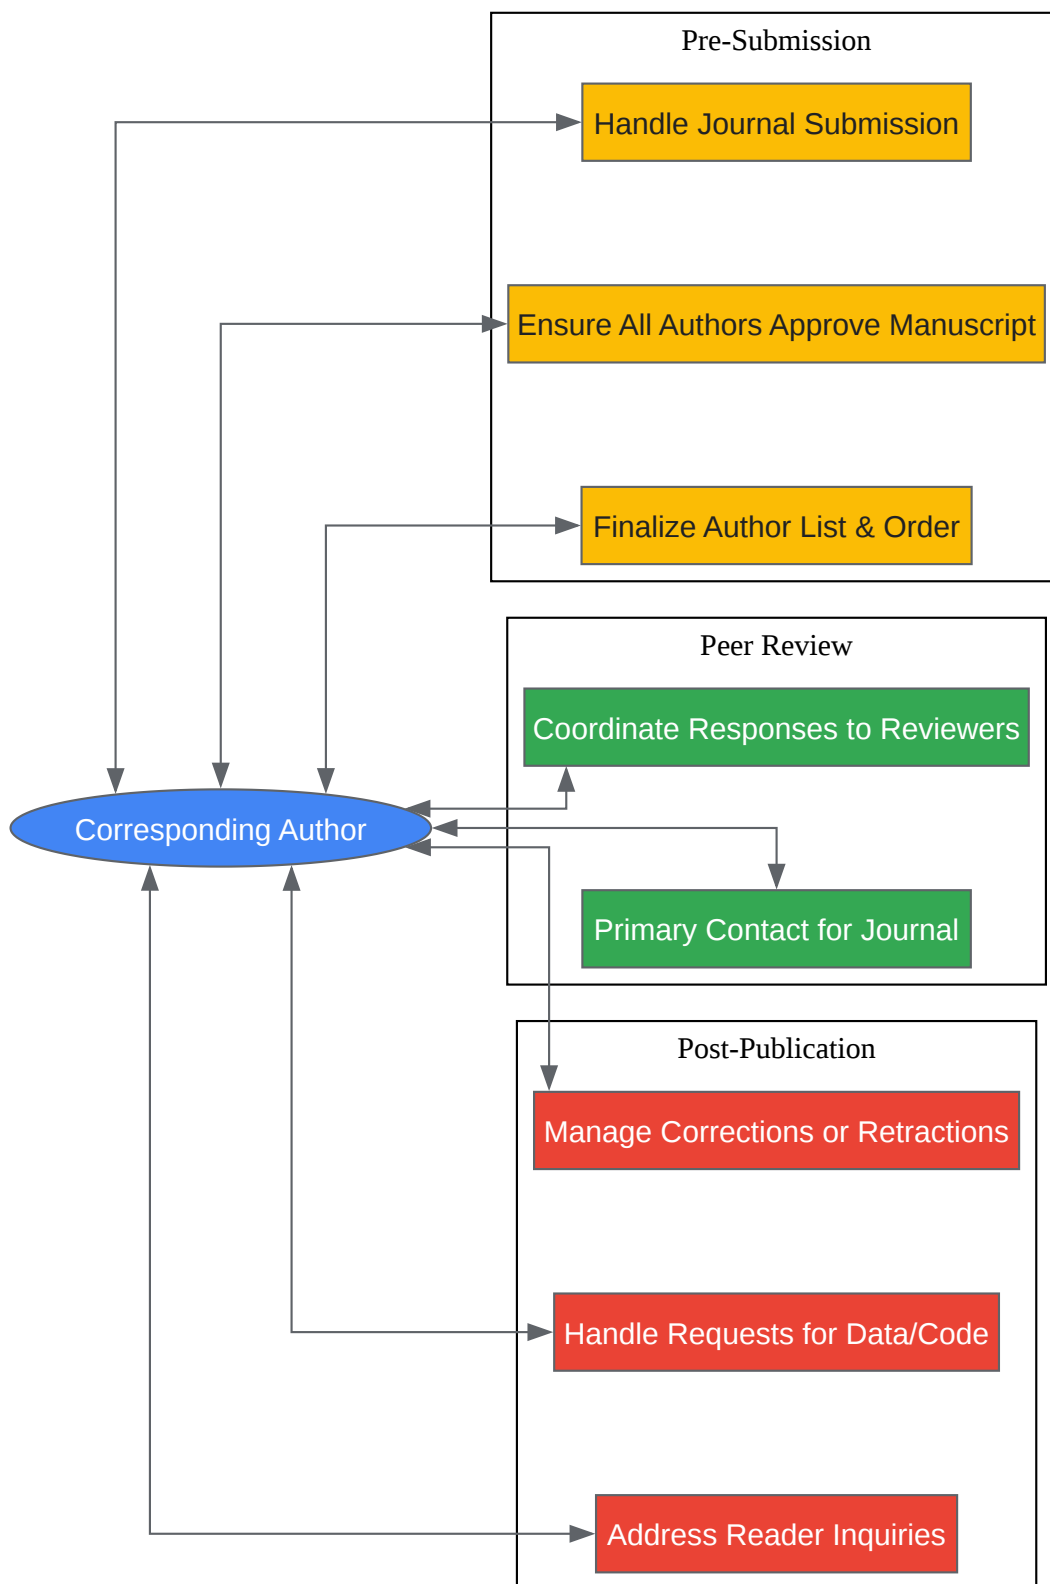 Pre-Submission
Handle Journal Submission
Ensure All Authors Approve Manuscript
Finalize Author List & Order
Peer Review
Coordinate Responses to Reviewers
Corresponding Author
Primary Contact for Journal
Post-Publication
Manage Corrections or Retractions
Handle Requests for Data/Code
Address Reader Inquiries